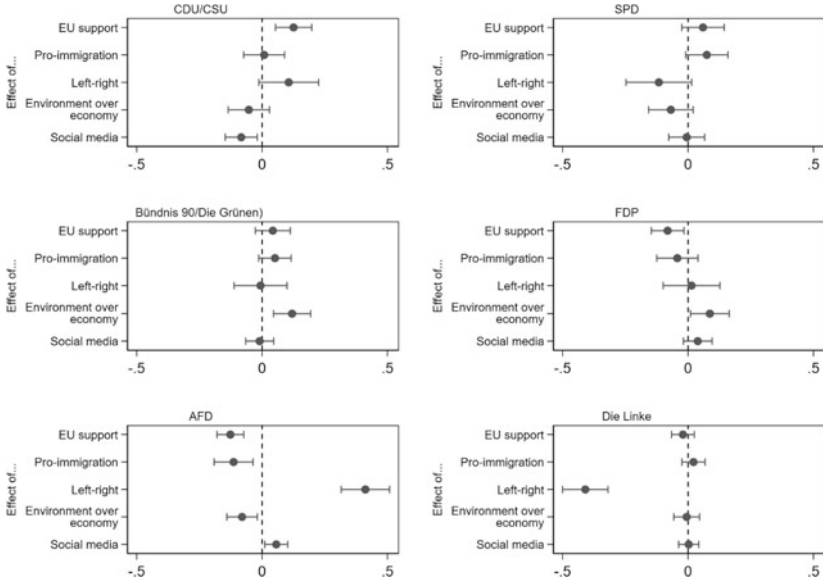 CDU/CSU
Effect of...
EU support
Pro-immigration
Left-right
Environment over
economy
Social media
-.5 0 .5
SPD
Effect of...
EU support
Pro-immigration
Left-right
Environment over
economy
Social media
-.5 0 .5
Bündnis 90/Die Grünen)
Effect of...
EU support
Pro-immigration
Left-right
Environment over
economy
Social media
-.5 0 .5
FDP
Effect of...
EU support
Pro-immigration
Left-right
Environment over
economy
Social media
-.5 0 .5
AFD
Effect of...
EU support
Pro-immigration
Left-right
Environment over
economy
Social media
-.5 0 .5
Die Linke
Effect of...
EU support
Pro-immigration
Left-right
Environment over
economy
Social media
-.5 0 .5